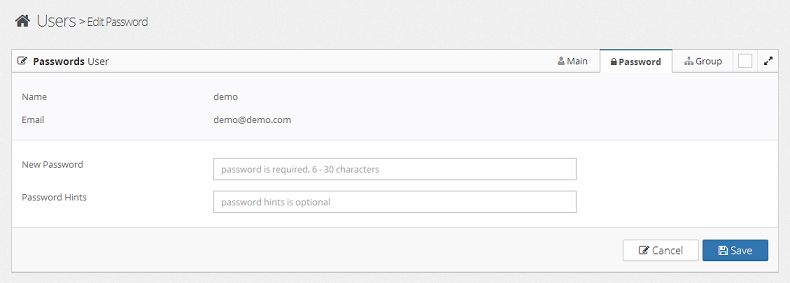 Users > Edit Password
Passwords User
Main
Password
Group
Name demo
Email demo@demo.com
New Password password is required, 6 - 30 characters
Password Hints password hints is optional
Cancel Save